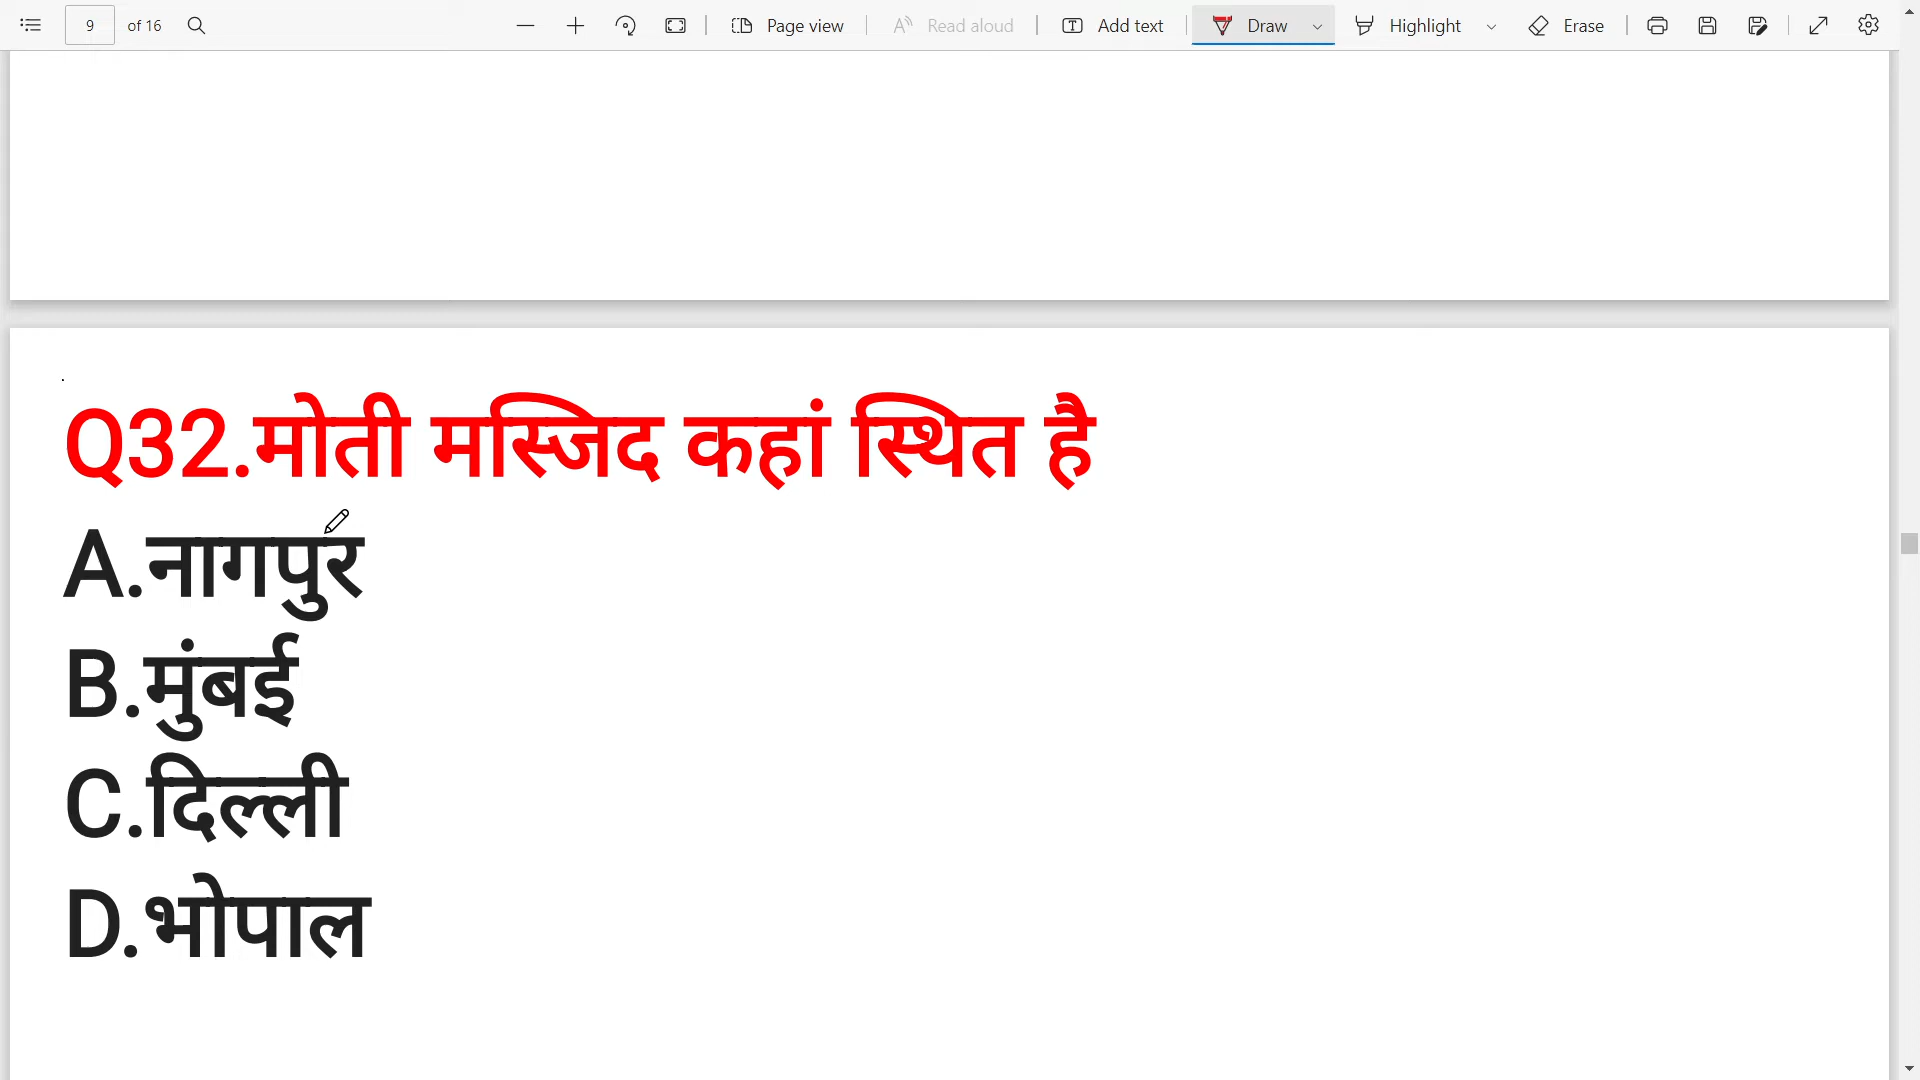 9 of 16 Page view Read aloud Add text Draw Highlight Erase
Q32.मोती मस्जिद कहां स्थित है
A.नागपुर
B.मुंबई
C.दिल्ली
D.भोपाल